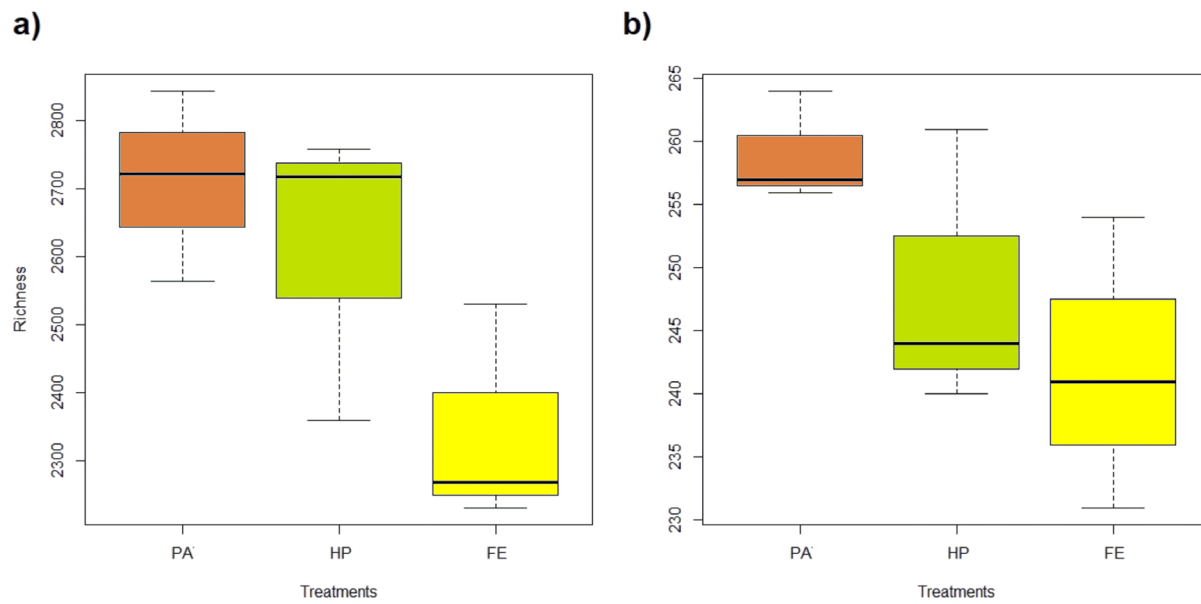 a)
Richness
2800
2700
2600
2500
2400
2300
PA'
HP
FE
Treatments
b)
265
260
255
250
245
240
235
230
PA'
HP
FE
Treatments